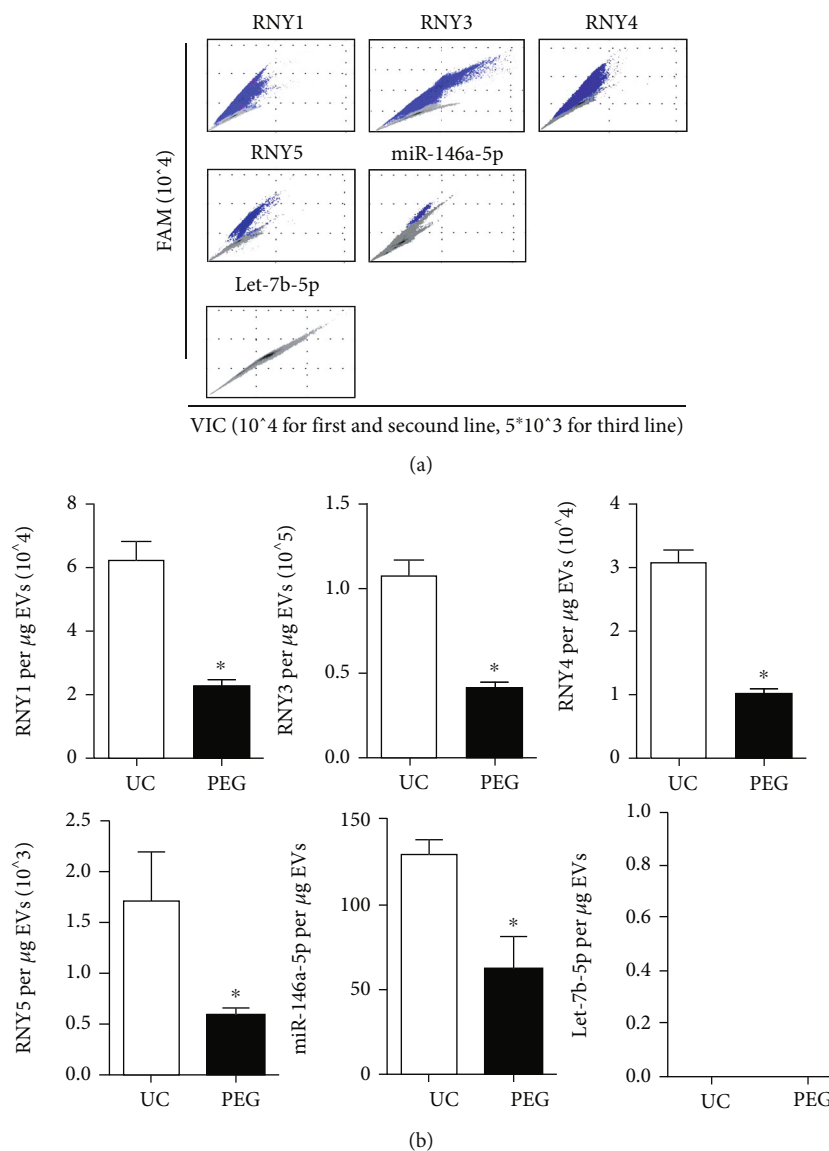 RNY1
RNY3
RNY4
RNY5
miR-146a-5p
Let-7b-5p
FAM (10^4)
VIC (10^4 for first and secound line, 5*10^3 for third line)
(a)
RNY1 per µg EVs (10^4)
8
6
4
2
0
*
UC
PEG
RNY3 per µg EVs (10^5)
1.5
1.0
0.5
0.0
*
UC
PEG
RNY4 per µg EVs (10^4)
4
3
2
1
0
*
UC
PEG
RNY5 per µg EVs (10^3)
2.5
2.0
1.5
1.0
0.5
0.0
*
UC
PEG
miR-146a-5p per µg EVs
150
100
50
0
*
UC
PEG
Let-7b-5p per µg EVs
1.0
0.8
0.6
0.4
0.2
0.0
UC
PEG
(b)